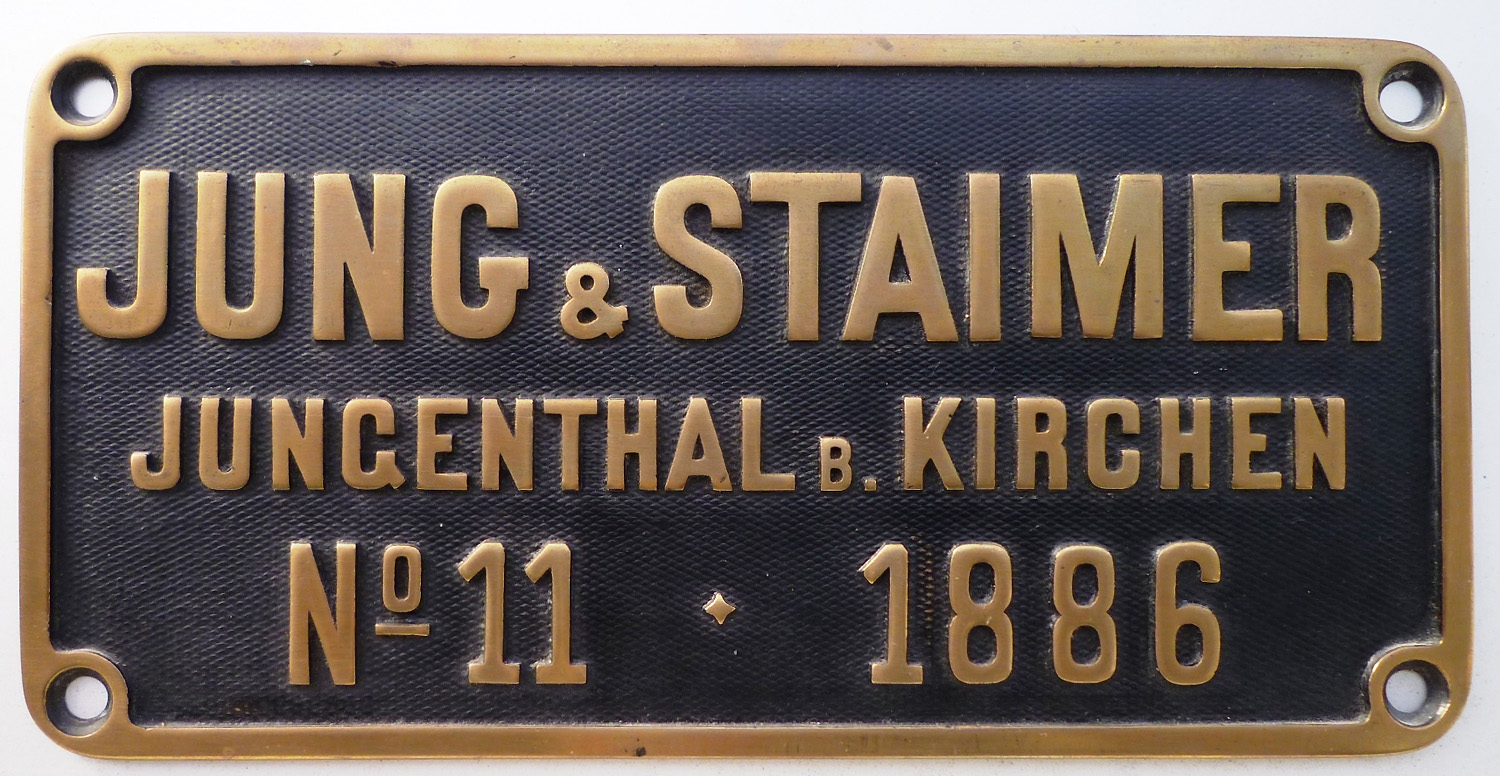 JUNG & STAIMER
JUNGENTHAL B. KIRCHEN
Nº 11 ✦ 1886